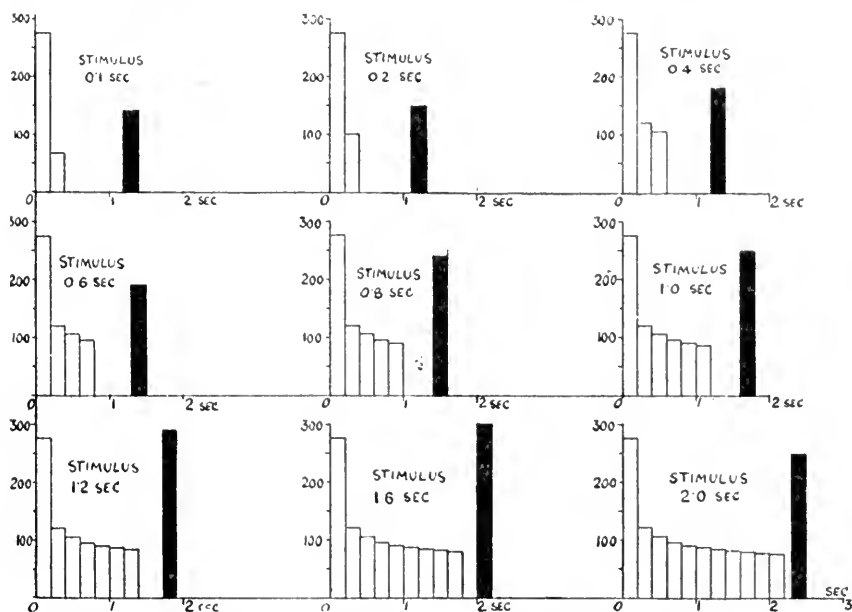 300
200
100
0
1
2 SEC
STIMULUS
0·1 SEC
300
200
100
0
1
2 SEC
STIMULUS
0·2 SEC
300
200
100
0
1
2 SEC
STIMULUS
0·4 SEC
300
200
100
0
1
2 SEC
STIMULUS
0·6 SEC
300
200
100
0
1
2 SEC
STIMULUS
0·8 SEC
300
200
100
0
1
2 SEC
STIMULUS
1·0 SEC
300
200
100
0
1
2 SEC
STIMULUS
1·2 SEC
300
200
100
0
1
2 SEC
STIMULUS
1·6 SEC
300
200
100
0
1
2
3
SEC
STIMULUS
2·0 SEC